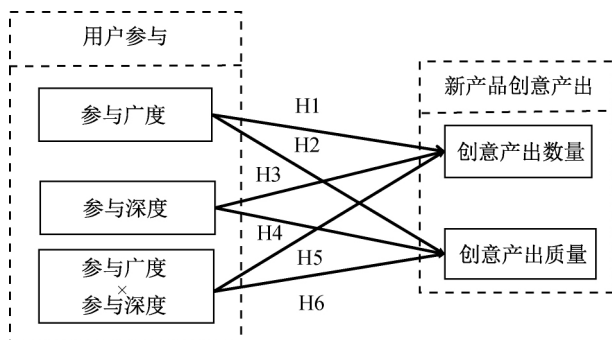 用户参与
新产品创意产出
参与广度
H1
H2
创意产出数量
H3
参与深度
H4
参与广度
×
参与深度
H5
创意产出质量
H6